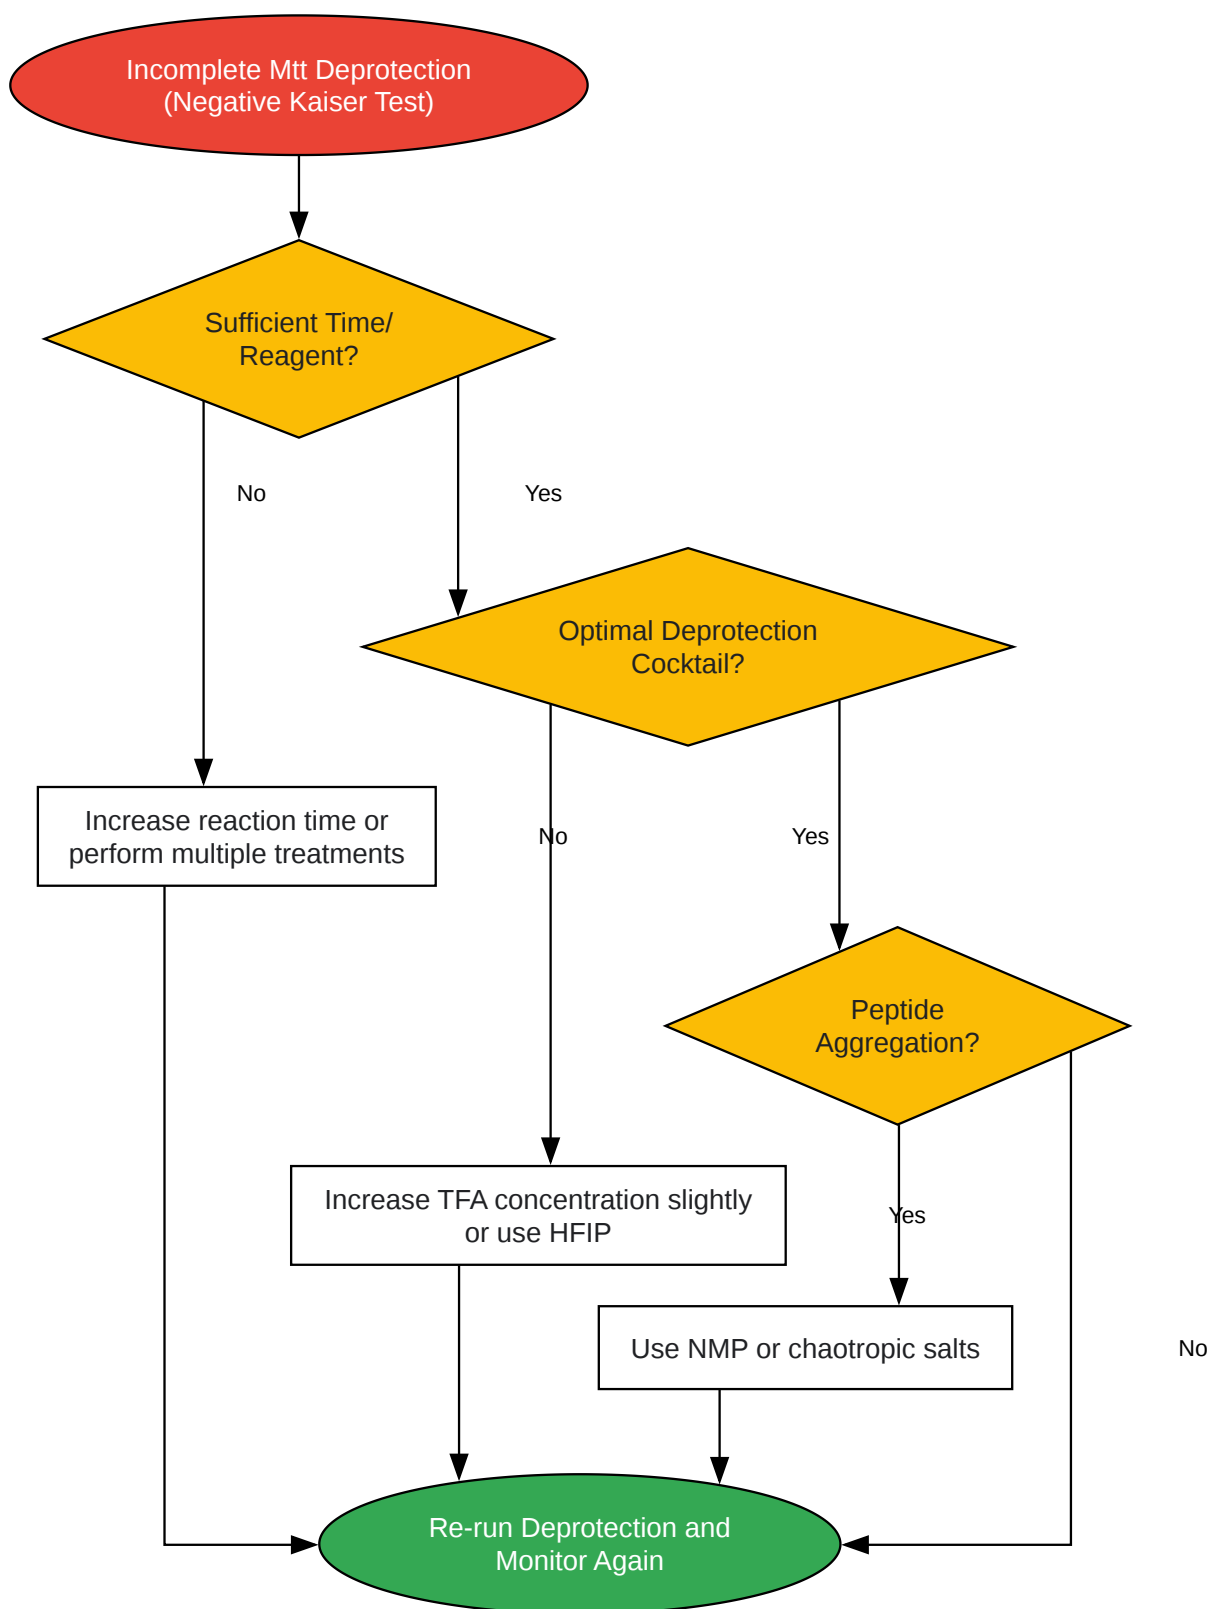 Incomplete Mtt Deprotection
(Negative Kaiser Test)
Sufficient Time/
Reagent?
No
Yes
Optimal Deprotection
Cocktail?
Increase reaction time or
perform multiple treatments
No
Yes
Peptide
Aggregation?
Increase TFA concentration slightly
or use HFIP
Yes
Use NMP or chaotropic salts
No
Re-run Deprotection and
Monitor Again